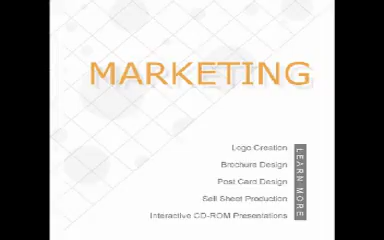 MARKETING
Logo Creation
Brochure Design
Post Card Design
Sell Sheet Production
Interactive CD-ROM Presentations
LEARN MORE